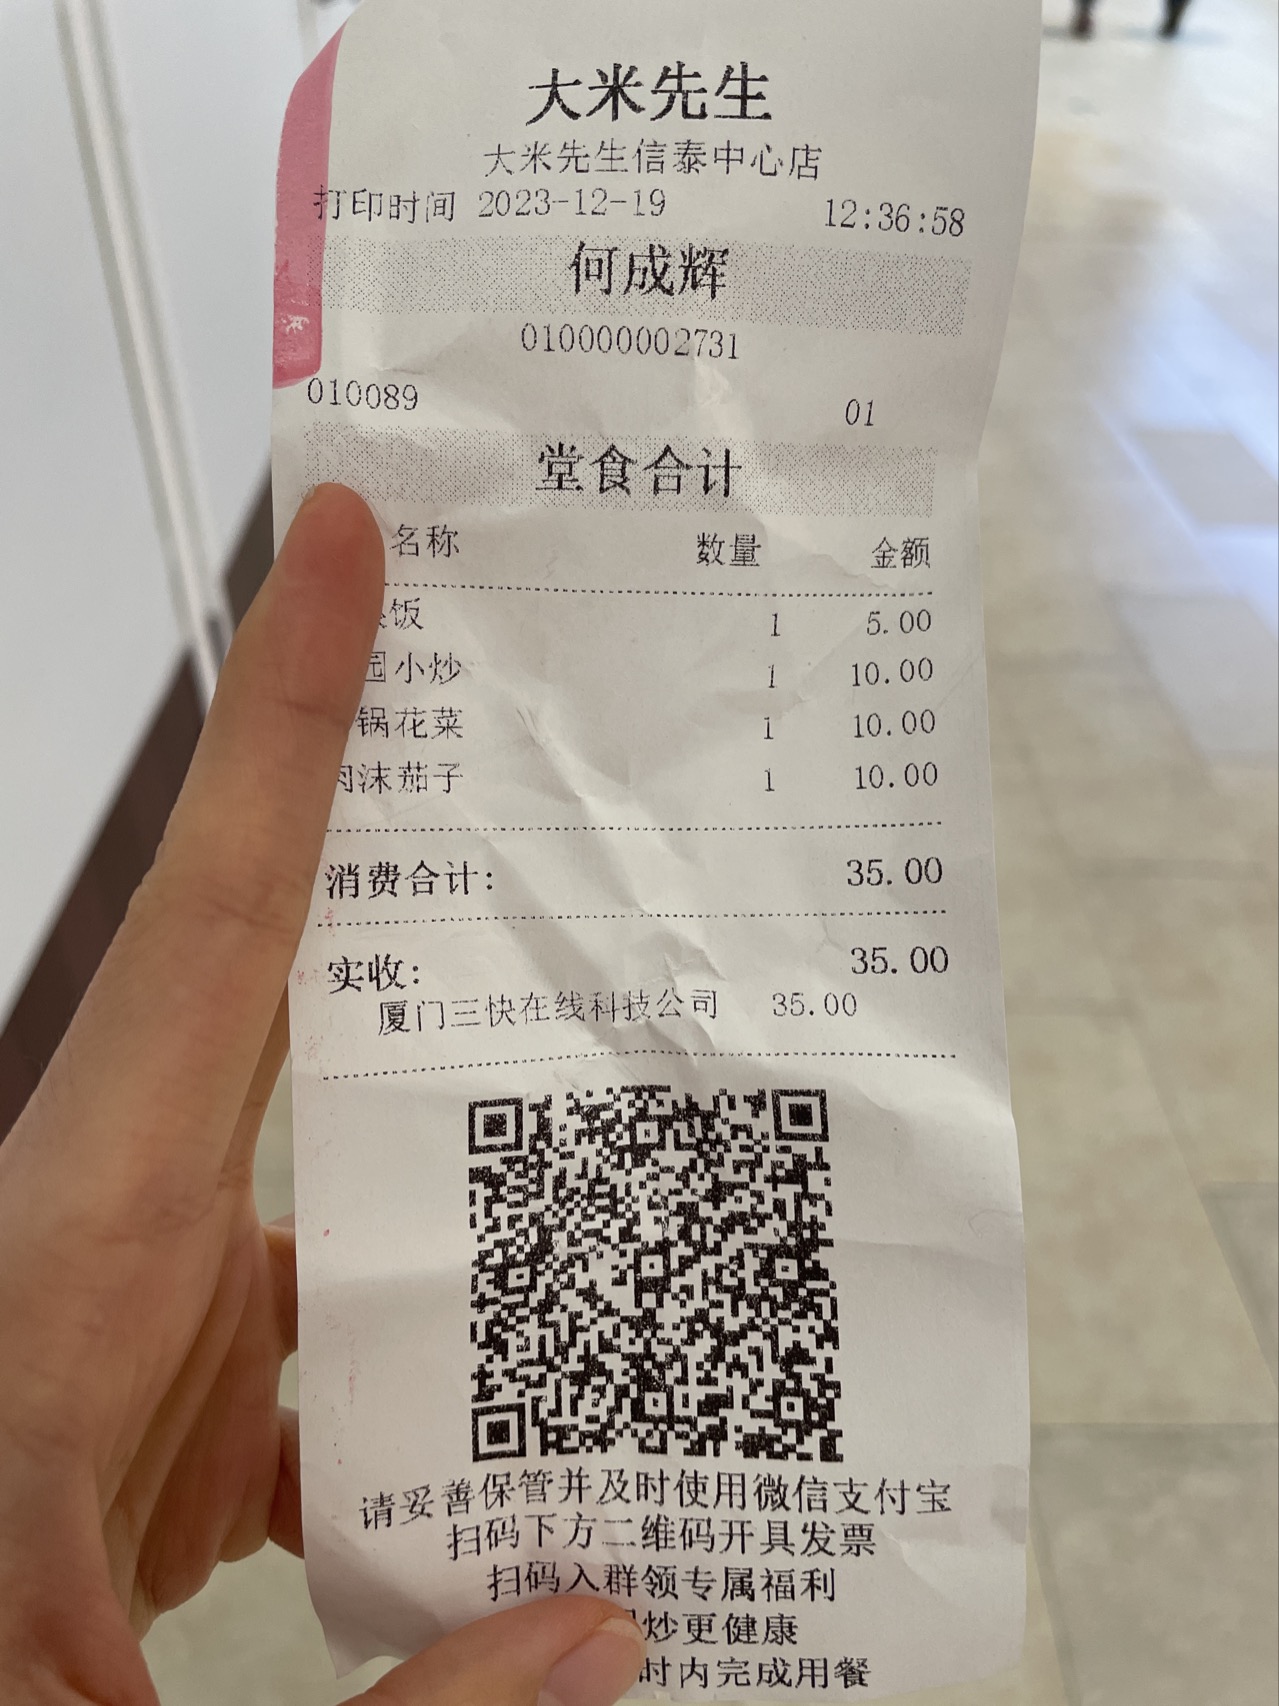 大米先生
大米先生信泰中心店
打印时间 2023-12-19 12:36:58
何成辉
010000002731
010089 01
堂食合计
名称 数量 金额
饭 1 5.00
园小炒 1 10.00
锅花菜 1 10.00
肉沫茄子 1 10.00
消费合计: 35.00
实收: 35.00
厦门三快在线科技公司 35.00
请妥善保管并及时使用微信支付宝
扫码下方二维码开具发票
扫码入群领专属福利
炒更健康
时内完成用餐